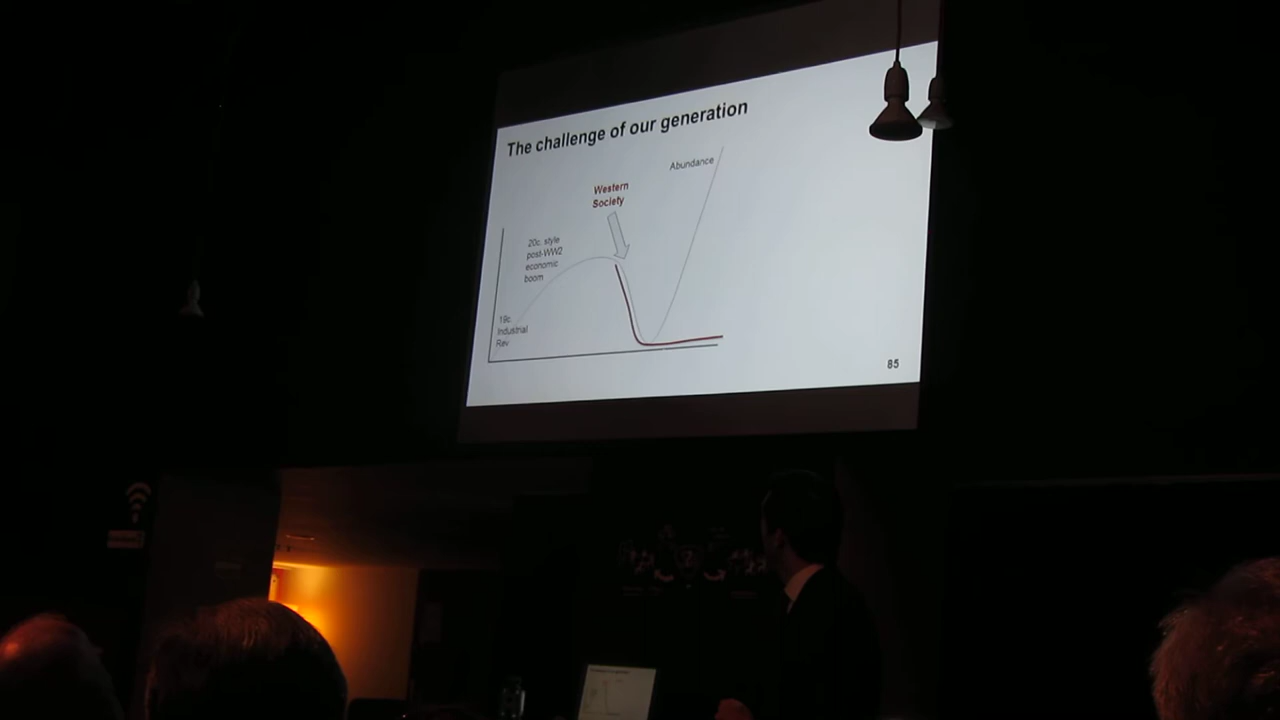 The challenge of our generation
Abundance
Western
Society
20c. style
post-WW2
economic
boom
19c.
Industrial
Rev
85